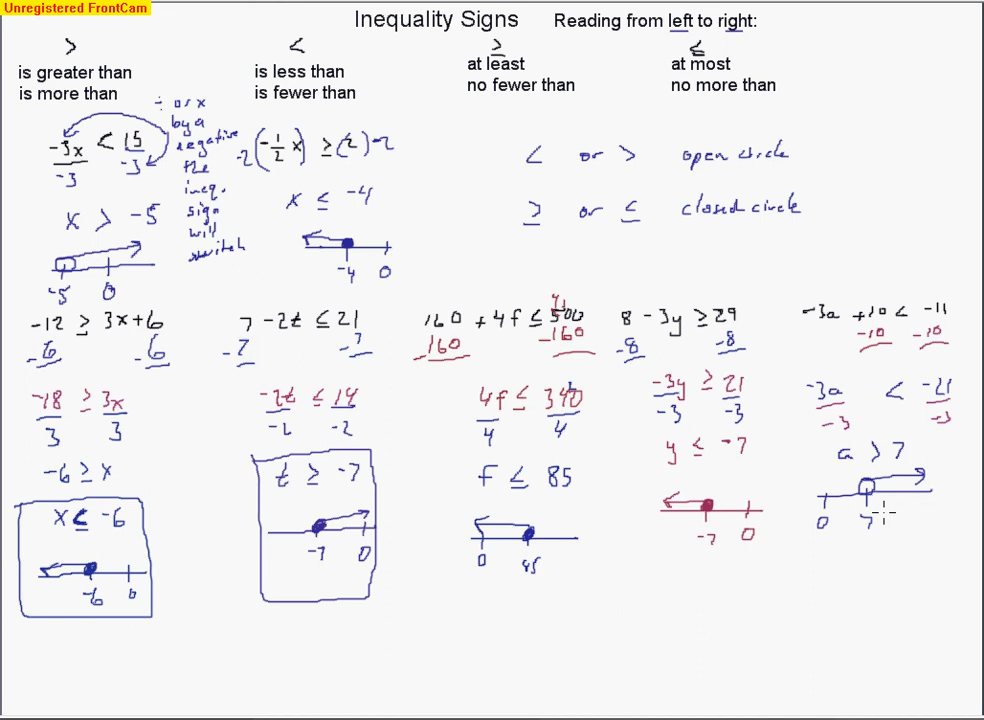 Unregistered FrontCam
Inequality Signs Reading from left to right:
> < ≥ ≤
is greater than
is more than
is less than
is fewer than
at least
no fewer than
at most
no more than
-3x < 15
-3 -3
x > -5
-5 0
÷ or x
by a
negative
the
ineq.
sign
will
switch
-2(-1/2 x) ≥ (2)-2
x ≤ -4
-4 0
< or > open circle
≥ or ≤ closed circle
-12 ≥ 3x+6
-6 -6
-18 ≥ 3x
3 3
-6 ≥ x
x ≤ -6
-6 0
7 -2t ≤ 21
-7 -7
-2t ≤ 14
-2 -2
t ≥ -7
-7 0
160 + 4f ≤ 500
-160 -160
4f ≤ 340
4 4
f ≤ 85
0 85
8 - 3y ≥ 29
-8 -8
-3y ≥ 21
-3 -3
y ≤ -7
-7 0
-3a +10 < -11
-10 -10
-3a < -21
-3 -3
a > 7
0 7